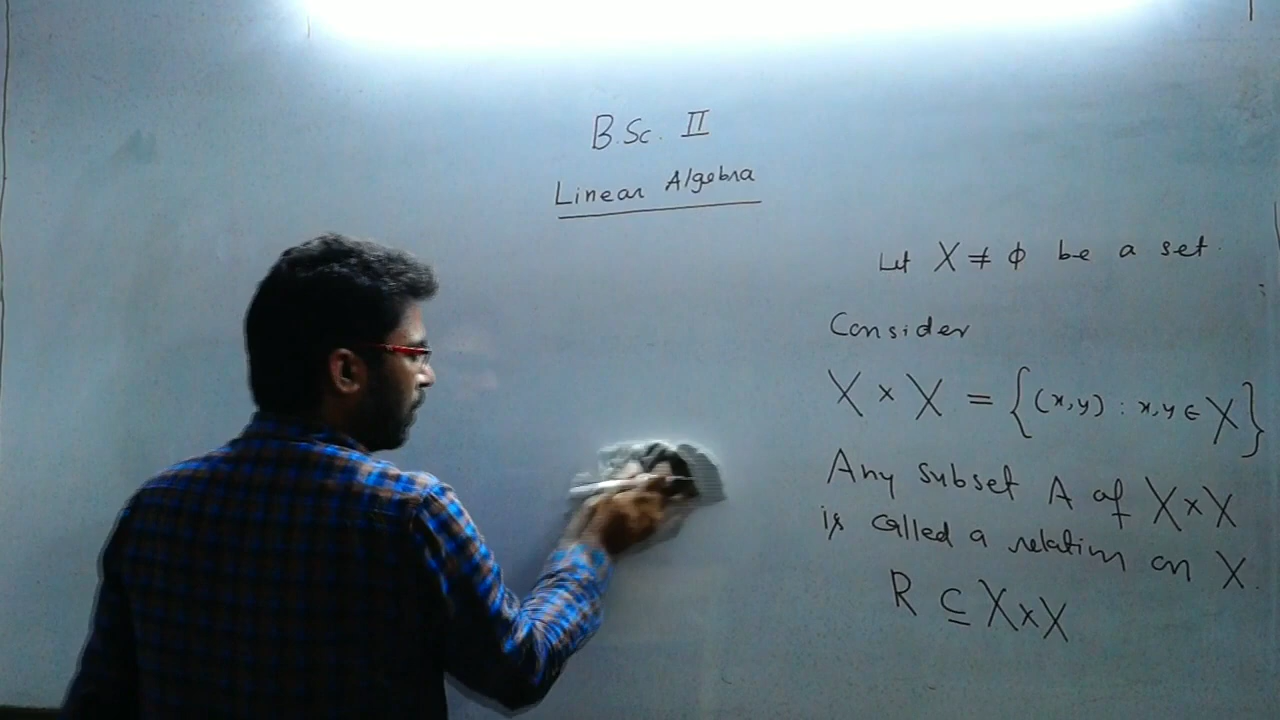 B.Sc. II
Linear Algebra
Let X ≠ ϕ be a set.
Consider
X × X = {(x,y) : x,y ∈ X}
Any subset A of X×X
is called a relation on X.
R ⊆ X×X